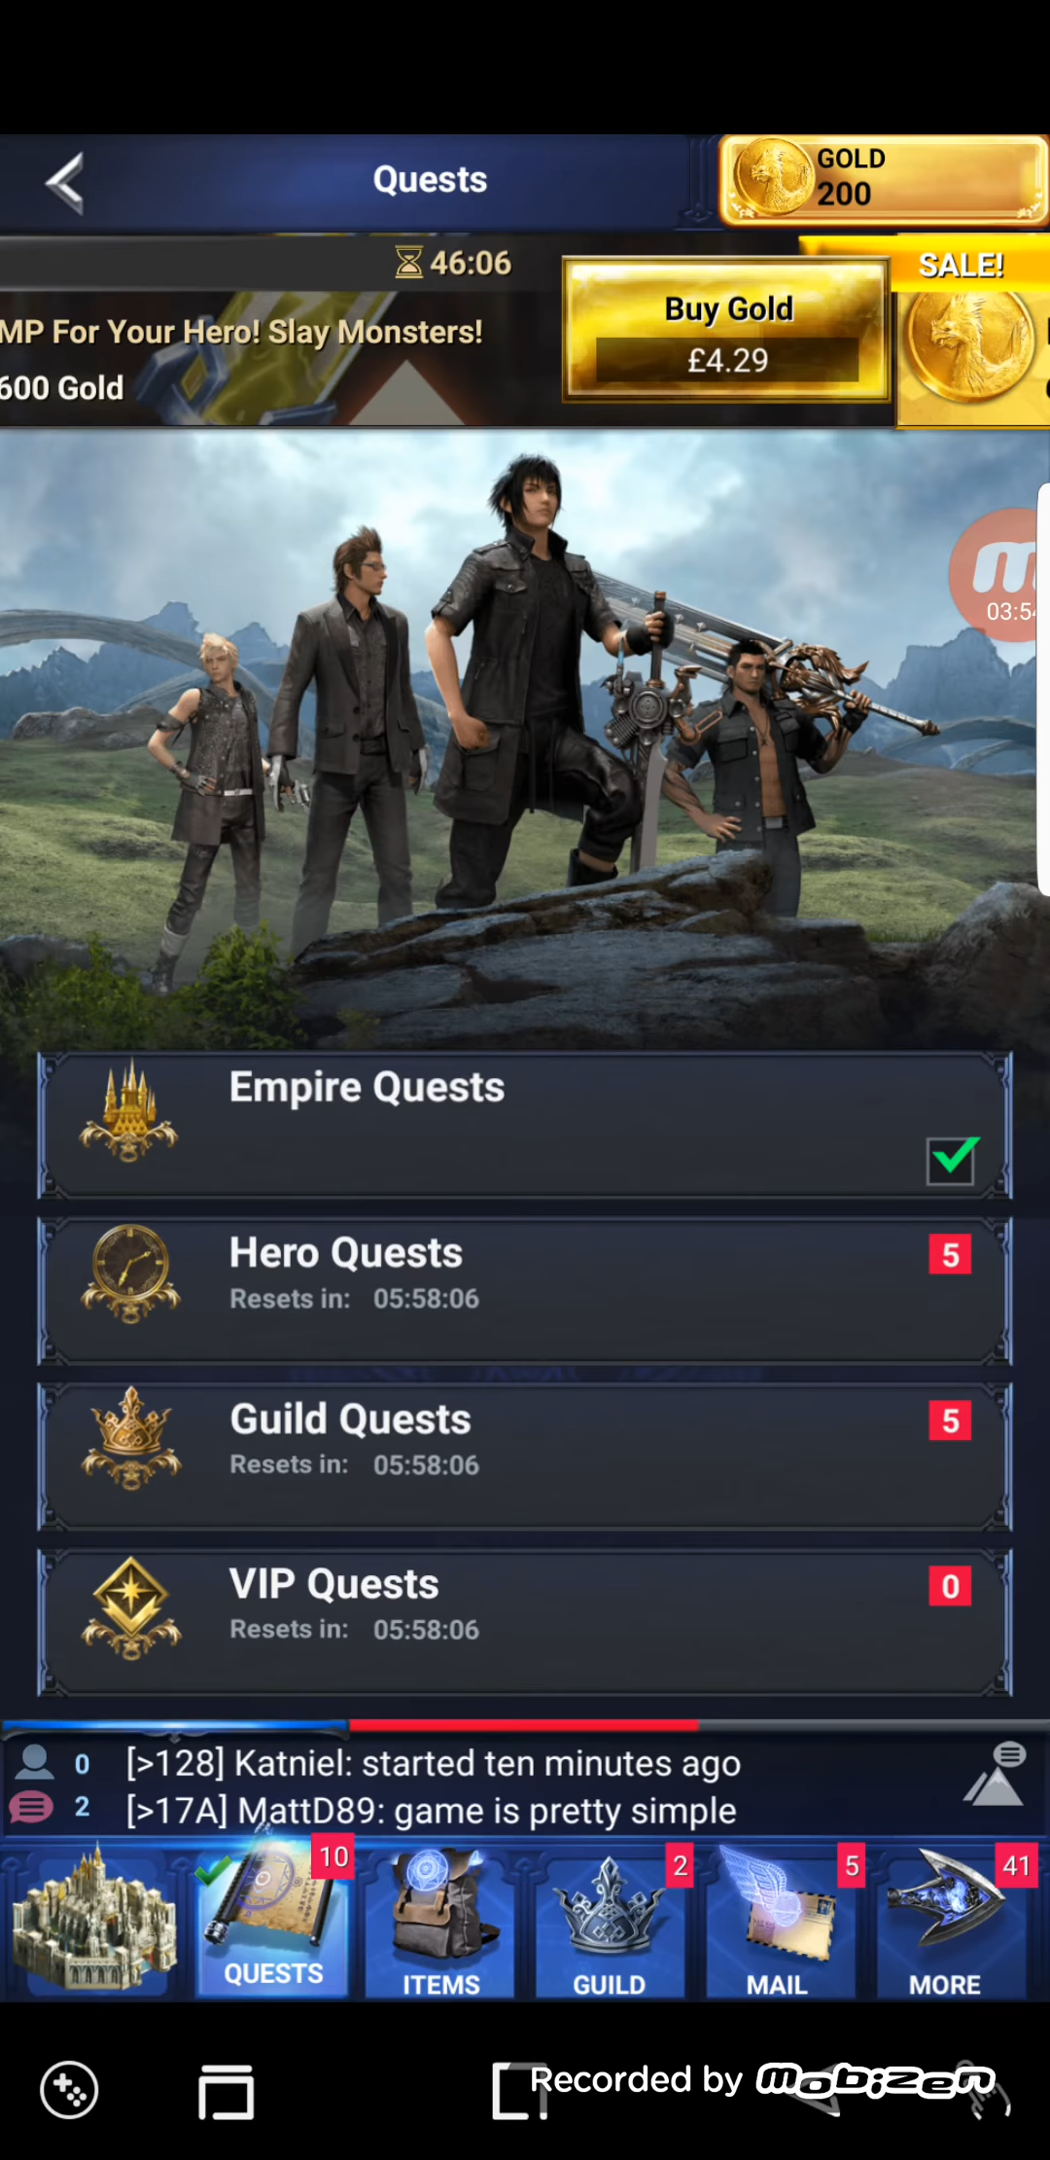 Quests
GOLD
200
46:06
SALE!
MP For Your Hero! Slay Monsters!
600 Gold
Buy Gold
£4.29
03:54
Empire Quests
Hero Quests
5
Resets in: 05:58:06
Guild Quests
5
Resets in: 05:58:06
VIP Quests
0
Resets in: 05:58:06
0 [>128] Katniel: started ten minutes ago
2 [>17A] MattD89: game is pretty simple
10
2
5
41
QUESTS
ITEMS
GUILD
MAIL
MORE
Recorded by mobizen